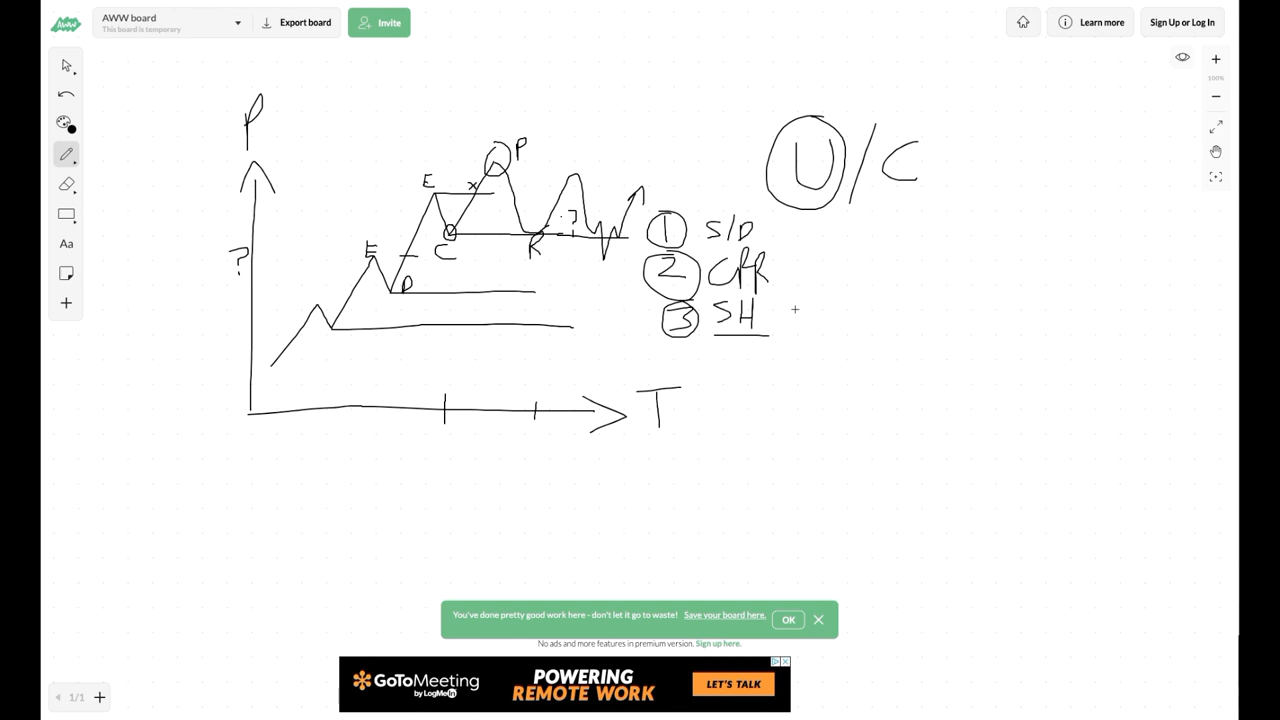 AWW board
This board is temporary
Export board
Invite
Learn more
Sign Up or Log In
100%
Aa
P
?
E
x
P
E
D
C
R
?
U/C
1 S/D
2 CPR
3 SH
T
You've done pretty good work here - don't let it go to waste! Save your board here.
OK
No ads and more features in premium version. Sign up here.
GoToMeeting
by LogMeIn
POWERING
REMOTE WORK
LET'S TALK
1/1